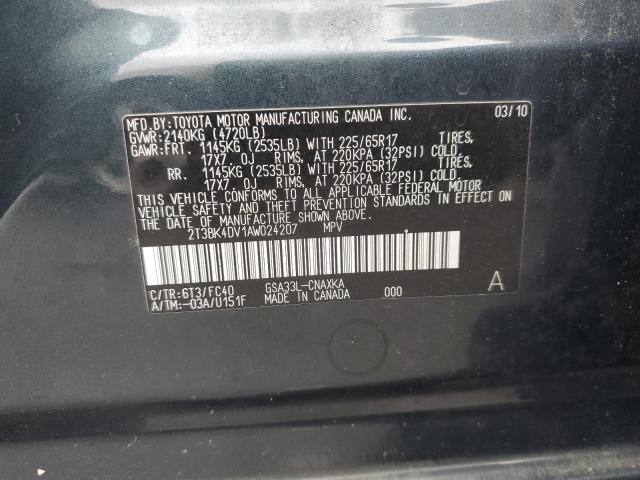 MFD.BY:TOYOTA MOTOR MANUFACTURING CANADA INC. 03/10
GVWR:2140KG (4720LB)
GAWR:FRT. 1145KG (2535LB) WITH 225/65R17 TIRES,
17X7. OJ RIMS, AT 220KPA (32PSI) COLD,
RR. 1145KG (2535LB) WITH 225/65R17 TIRES,
17X7. OJ RIMS, AT 220KPA (32PSI) COLD.
THIS VEHICLE CONFORMS TO ALL APPLICABLE FEDERAL MOTOR
VEHICLE SAFETY AND THEFT PREVENTION STANDARDS IN EFFECT
ON THE DATE OF MANUFACTURE SHOWN ABOVE.
2T3BK4DV1AW024207 MPV
C/TR:6T3/FC40 GSA33L-CNAXKA A
A/TM:-03A/U151F MADE IN CANADA 000